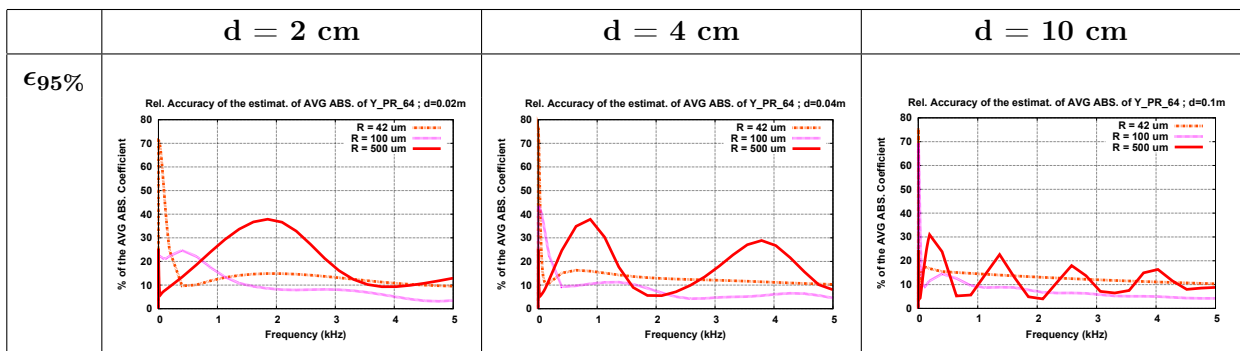 d = 2 cm
d = 4 cm
d = 10 cm
ϵ95%
Rel. Accuracy of the estimat. of AVG ABS. of Y_PR_64 ; d=0.02m
% of the AVG ABS. Coefficient
80
70
60
50
40
30
20
10
0
R = 42 um
R = 100 um
R = 500 um
0 1 2 3 4 5
Frequency (kHz)
Rel. Accuracy of the estimat. of AVG ABS. of Y_PR_64 ; d=0.04m
% of the AVG ABS. Coefficient
80
70
60
50
40
30
20
10
0
R = 42 um
R = 100 um
R = 500 um
0 1 2 3 4 5
Frequency (kHz)
Rel. Accuracy of the estimat. of AVG ABS. of Y_PR_64 ; d=0.1m
% of the AVG ABS. Coefficient
80
70
60
50
40
30
20
10
0
R = 42 um
R = 100 um
R = 500 um
0 1 2 3 4 5
Frequency (kHz)